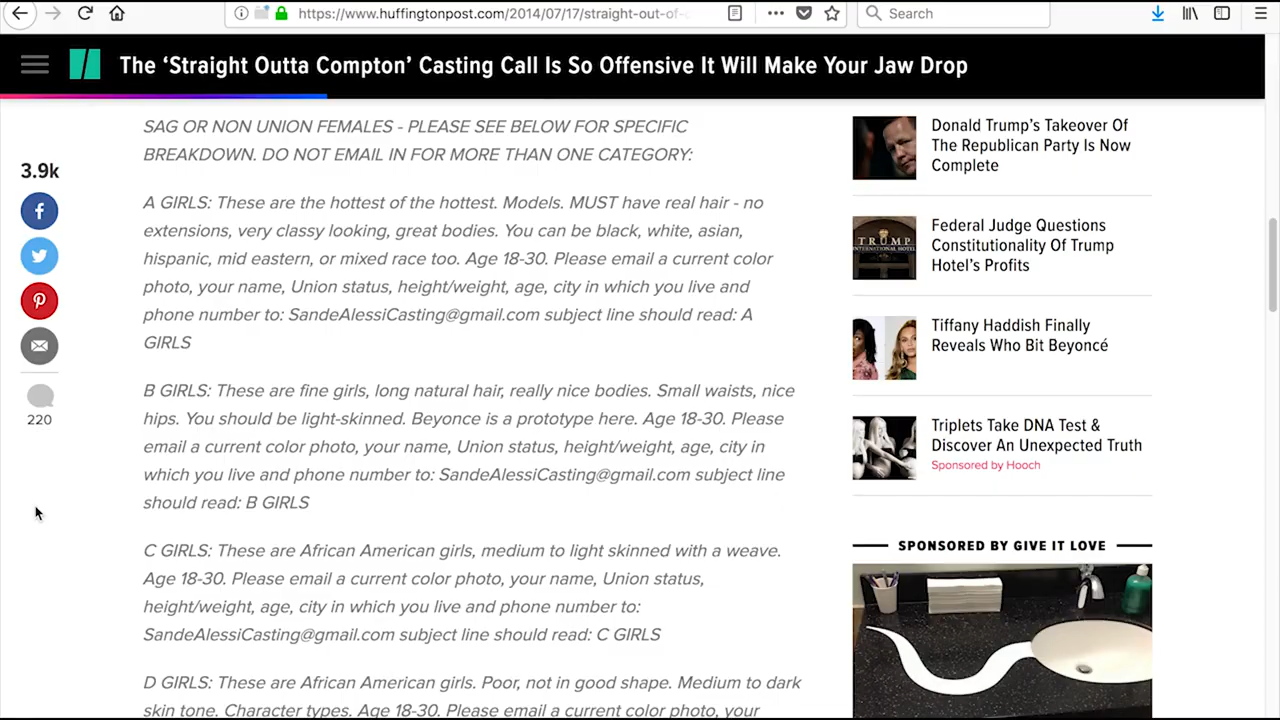 https://www.huffingtonpost.com/2014/07/17/straight-out-of-
Search
The ‘Straight Outta Compton’ Casting Call Is So Offensive It Will Make Your Jaw Drop
3.9k
220
SAG OR NON UNION FEMALES - PLEASE SEE BELOW FOR SPECIFIC
BREAKDOWN. DO NOT EMAIL IN FOR MORE THAN ONE CATEGORY:
A GIRLS: These are the hottest of the hottest. Models. MUST have real hair - no
extensions, very classy looking, great bodies. You can be black, white, asian,
hispanic, mid eastern, or mixed race too. Age 18-30. Please email a current color
photo, your name, Union status, height/weight, age, city in which you live and
phone number to: SandeAlessiCasting@gmail.com subject line should read: A
GIRLS
B GIRLS: These are fine girls, long natural hair, really nice bodies. Small waists, nice
hips. You should be light-skinned. Beyonce is a prototype here. Age 18-30. Please
email a current color photo, your name, Union status, height/weight, age, city in
which you live and phone number to: SandeAlessiCasting@gmail.com subject line
should read: B GIRLS
C GIRLS: These are African American girls, medium to light skinned with a weave.
Age 18-30. Please email a current color photo, your name, Union status,
height/weight, age, city in which you live and phone number to:
SandeAlessiCasting@gmail.com subject line should read: C GIRLS
D GIRLS: These are African American girls. Poor, not in good shape. Medium to dark
skin tone. Character types. Age 18-30. Please email a current color photo, your
Donald Trump’s Takeover Of
The Republican Party Is Now
Complete
TRUMP
INTERNATIONAL HOTEL
Federal Judge Questions
Constitutionality Of Trump
Hotel’s Profits
Tiffany Haddish Finally
Reveals Who Bit Beyoncé
Triplets Take DNA Test &
Discover An Unexpected Truth
Sponsored by Hooch
SPONSORED BY GIVE IT LOVE